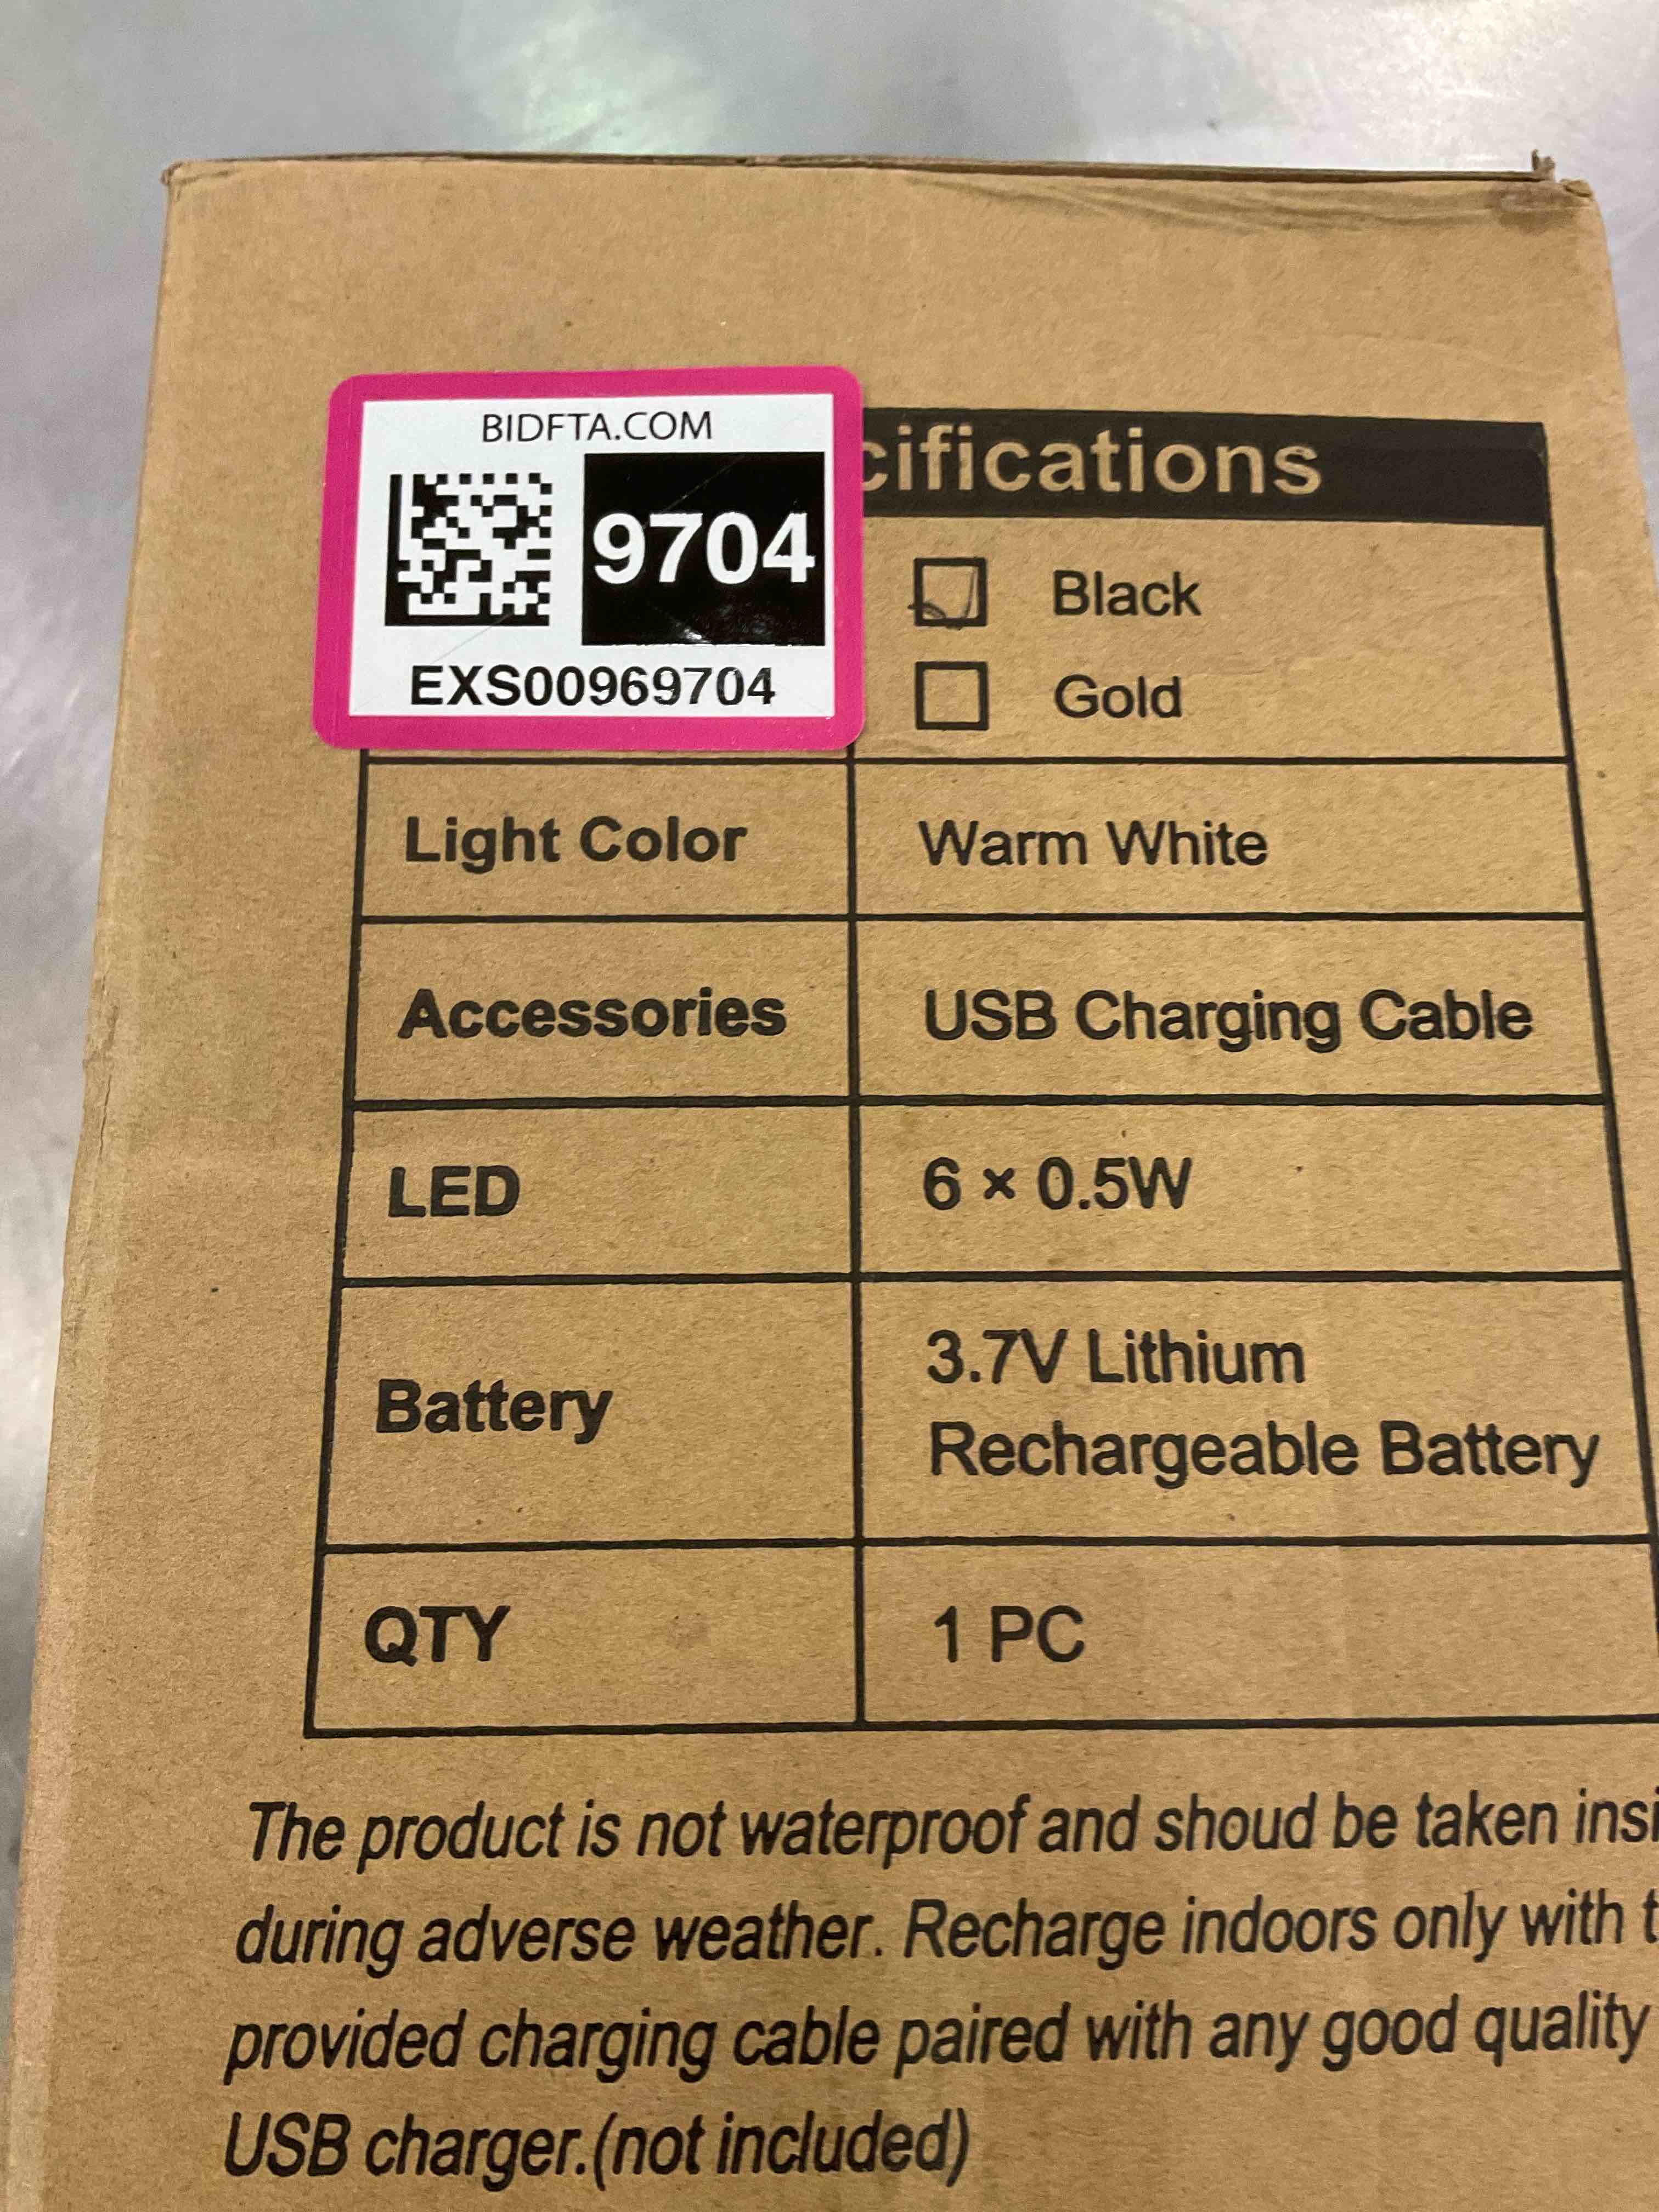 BIDFTA.COM
9704
EXS00969704
cifications
Black
Gold
Light Color Warm White
Accessories USB Charging Cable
LED 6 × 0.5W
Battery 3.7V Lithium
Rechargeable Battery
QTY 1 PC
The product is not waterproof and shoud be taken insi
during adverse weather. Recharge indoors only with t
provided charging cable paired with any good quality
USB charger.(not included)